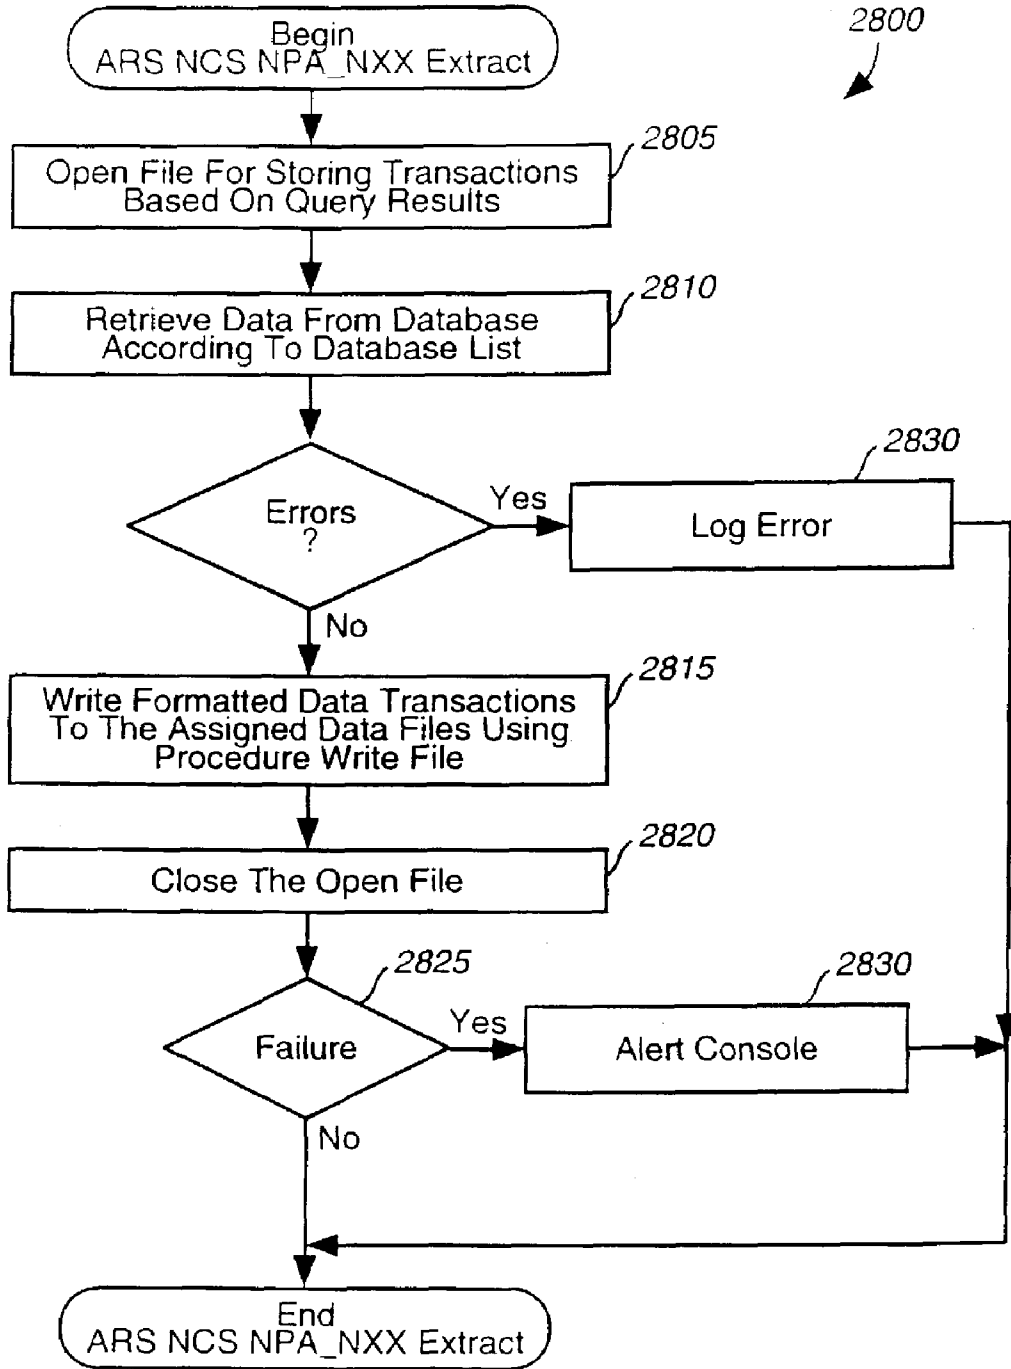 Begin
ARS NCS NPA_NXX Extract
2800
2805
Open File For Storing Transactions
Based On Query Results
2810
Retrieve Data From Database
According To Database List
2830
Errors
?
Yes
Log Error
No
2815
Write Formatted Data Transactions
To The Assigned Data Files Using
Procedure Write File
2820
Close The Open File
2825
2830
Failure
Yes
Alert Console
No
End
ARS NCS NPA_NXX Extract